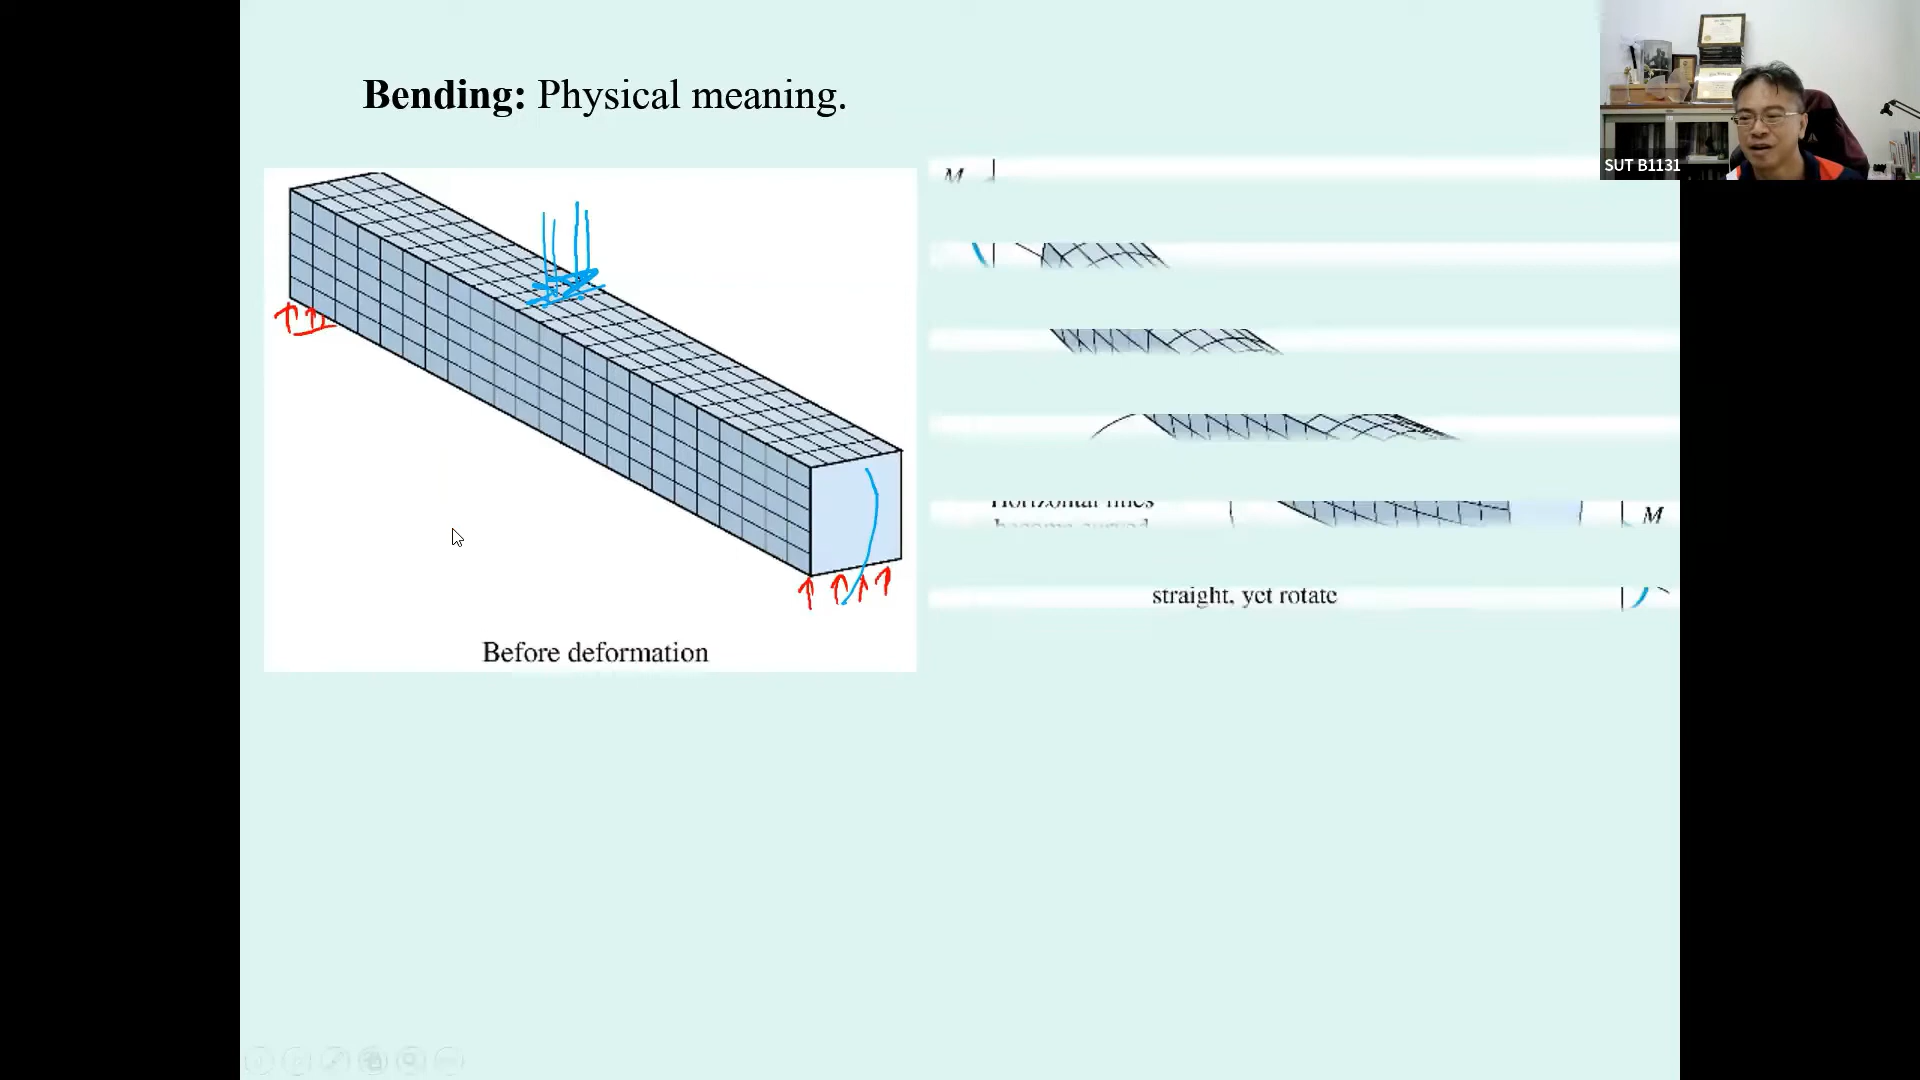 Bending: Physical meaning.
SUT B1131
M
M
straight, yet rotate
Before deformation